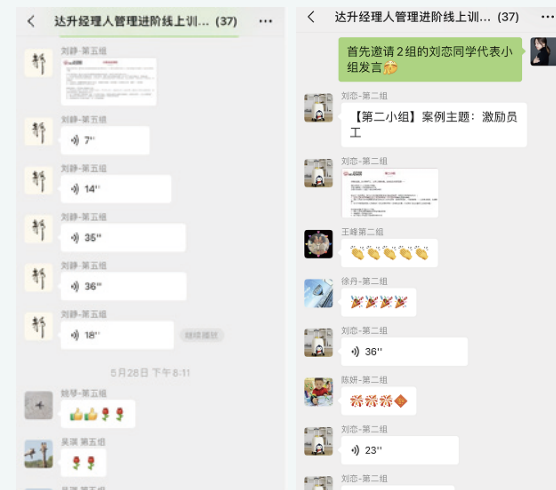 达升经理人管理进阶线上训... (37)
刘静-第五组
刘静-第五组
7"
刘静-第五组
14"
刘静-第五组
35"
刘静-第五组
36"
刘静-第五组
18"
继续播放
5月28日 下午8:11
姚琴-第五组
吴淇 第五组
达升经理人管理进阶线上训... (37)
首先邀请2组的刘恋同学代表小
组发言
刘恋-第二组
【第二小组】案例主题：激励员
工
刘恋-第二组
王峰第二组
徐丹-第二组
刘恋-第二组
36"
陈妍-第二组
刘恋-第二组
23"
刘恋-第二组